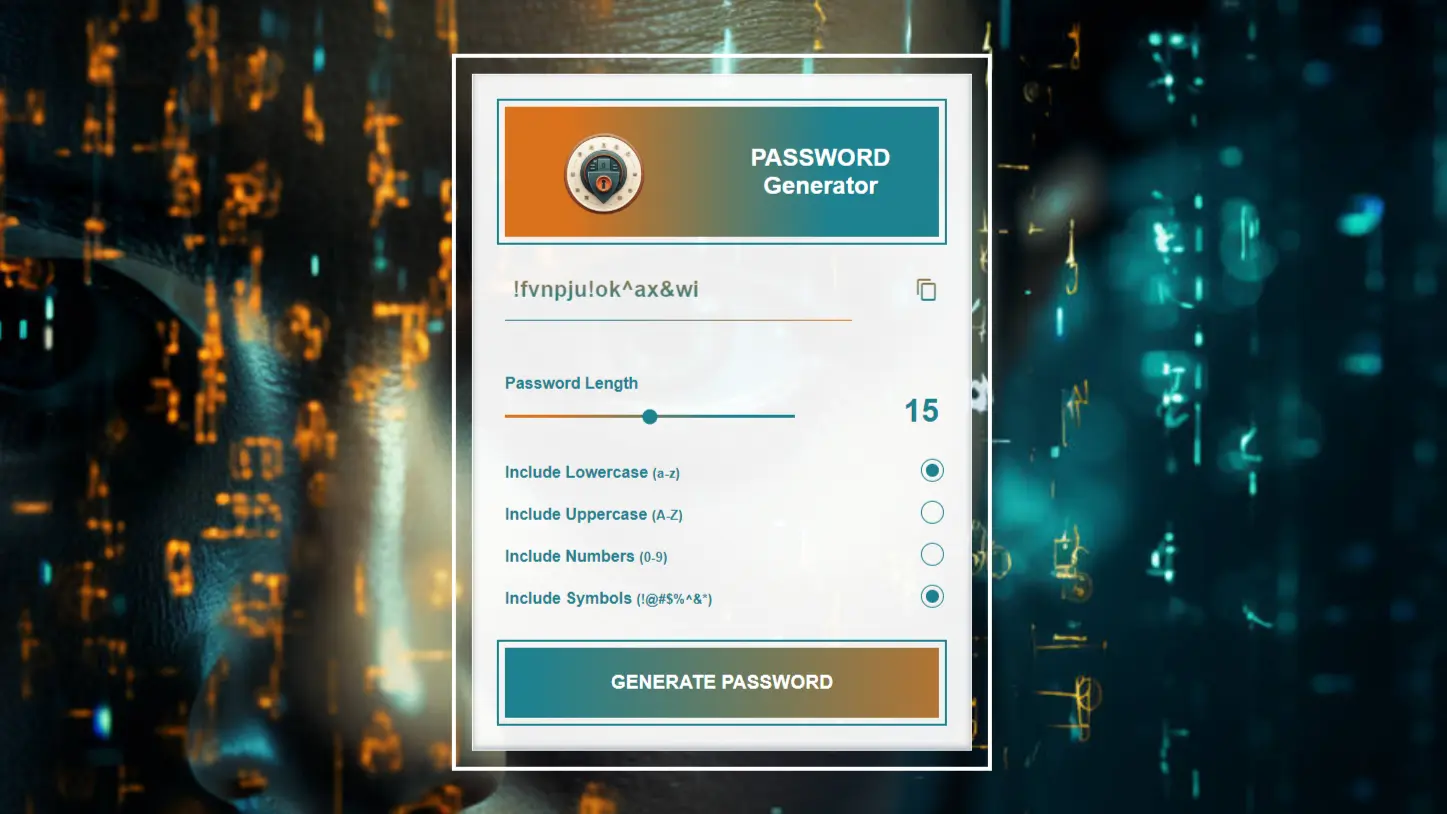 PASSWORD
Generator
!fvnpju!ok^ax&wi
Password Length
15
Include Lowercase (a-z)
Include Uppercase (A-Z)
Include Numbers (0-9)
Include Symbols (!@#$%^&*)
GENERATE PASSWORD